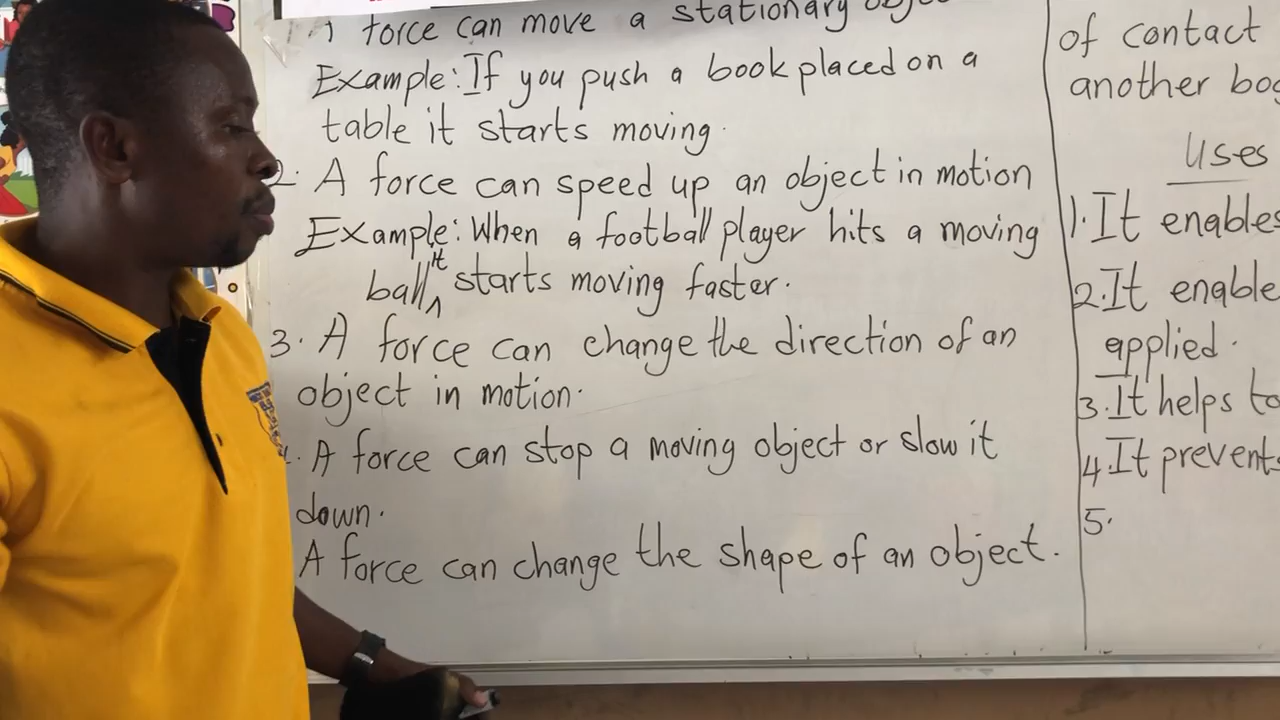 force can move a stationary
Example: If you push a book placed on a
table it starts moving.
2. A force can speed up an object in motion
Example: When a football player hits a moving
ball it starts moving faster.
3. A force can change the direction of an
object in motion.
A force can stop a moving object or slow it
down.
A force can change the shape of an object.
of contact
another
Uses
1. It enables
2. It enable
applied.
3. It helps to
4. It prevents
5.